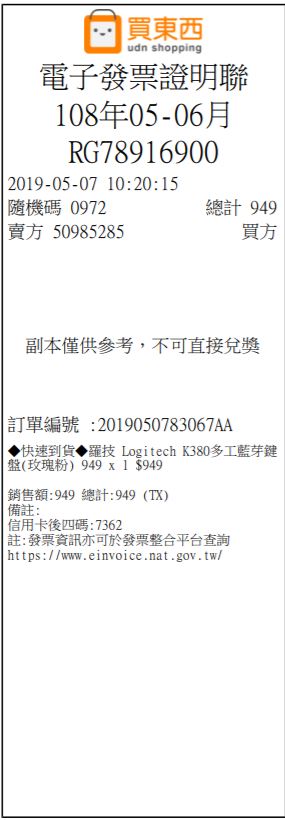 買東西
udn shopping
電子發票證明聯
108年05-06月
RG78916900
2019-05-07 10:20:15
隨機碼 0972 總計 949
賣方 50985285 買方
副本僅供參考，不可直接兌獎
訂單編號 :2019050783067AA
◆快速到貨◆羅技 Logitech K380多工藍芽鍵
盤(玫瑰粉) 949 x 1 $949
銷售額:949 總計:949 (TX)
備註:
信用卡後四碼:7362
註:發票資訊亦可於發票整合平台查詢
https://www.einvoice.nat.gov.tw/